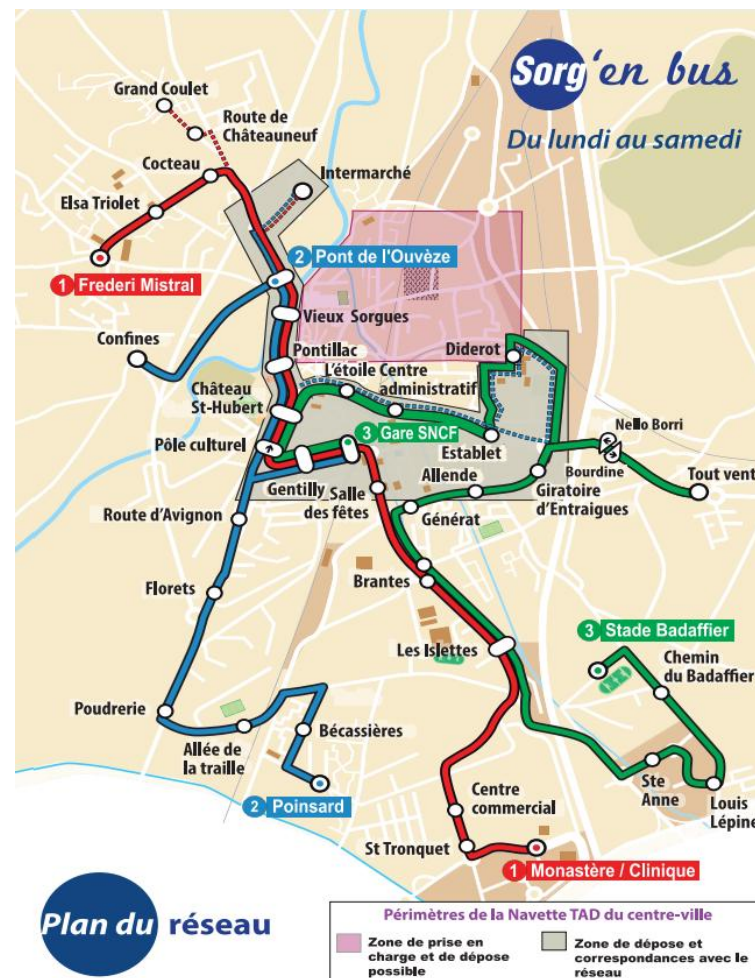 Sorg'en bus
Du lundi au samedi
Grand Coulet
Route de
Châteauneuf
Cocteau
Intermarché
Elsa Triolet
2 Pont de l'Ouvèze
1 Frederi Mistral
Vieux Sorgues
Confines
Pontillac
Diderot
L'étoile Centre
administratif
Château
St-Hubert
Nello Borri
3 Gare SNCF
Pôle culturel
Establet
Bourdine
Tout vent
Gentilly
Salle
des fêtes
Allende
Giratoire
d'Entraigues
Route d'Avignon
Générat
Florets
Brantes
3 Stade Badaffier
Les Islettes
Chemin
du Badaffier
Poudrerie
Bécassières
Allée de
la traille
Ste
Anne
Louis
Lépine
2 Poinsard
Centre
commercial
St Tronquet
1 Monastère / Clinique
Plan du réseau
Périmètres de la Navette TAD du centre-ville
Zone de prise en
charge et de dépose
possible
Zone de dépose et
correspondances avec le
réseau